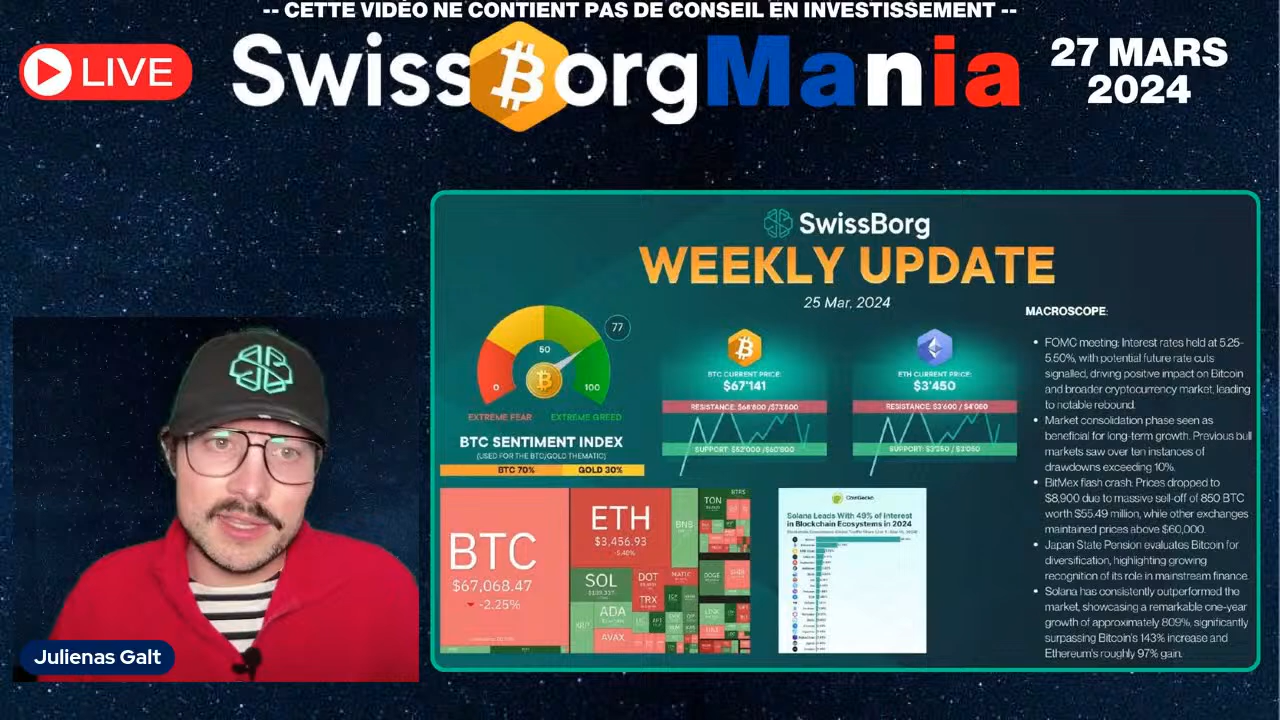 -- CETTE VIDÉO NE CONTIENT PAS DE CONSEIL EN INVESTISSEMENT --
LIVE
SwissBorgMania
27 MARS
2024
SwissBorg
WEEKLY UPDATE
25 Mar, 2024
77
50
0
100
EXTREME FEAR
EXTREME GREED
BTC SENTIMENT INDEX
(USED FOR THE BTC/GOLD THEMATIC)
BTC 70%
GOLD 30%
BTC CURRENT PRICE:
$67'141
RESISTANCE: $68'800 /$73'800
SUPPORT: $52'000 /$60'800
ETH CURRENT PRICE:
$3'450
RESISTANCE: $3'600 / $4'080
MACROSCOPE:
• FOMC meeting: Interest rates held at 5.25-
5.50%, with potential future rate cuts
signalled, driving positive impact on Bitcoin
and broader cryptocurrency market, leading
to notable rebound.
• Market consolidation phase seen as
beneficial for long-term growth. Previous bull
markets saw over ten instances of
drawdowns exceeding 10%.
• BitMex flash crash: Prices dropped to
$8,900 due to massive sell-off of 850 BTC
worth $55.49 million, while other exchanges
maintained prices above $60,000.
• Japan State Pension evaluates Bitcoin for
diversification, highlighting growing
recognition of its role in mainstream finance
• Solana has consistently outperformed the
market, showcasing a remarkable one-year
growth of approximately 809%, significantly
surpassing Bitcoin's 143% increase and
Ethereum's roughly 97% gain.
BTC
$67,068.47
-2.25%
ETH
$3,456.93
-5.40%
BNB
TON
SOL
DOT
TRX
MATIC
DOGE
SHIB
ADA
XRP
AVAX
CoinGecko
Solana Leads With 49% of Interest
in Blockchain Ecosystems in 2024
Julienas Galt